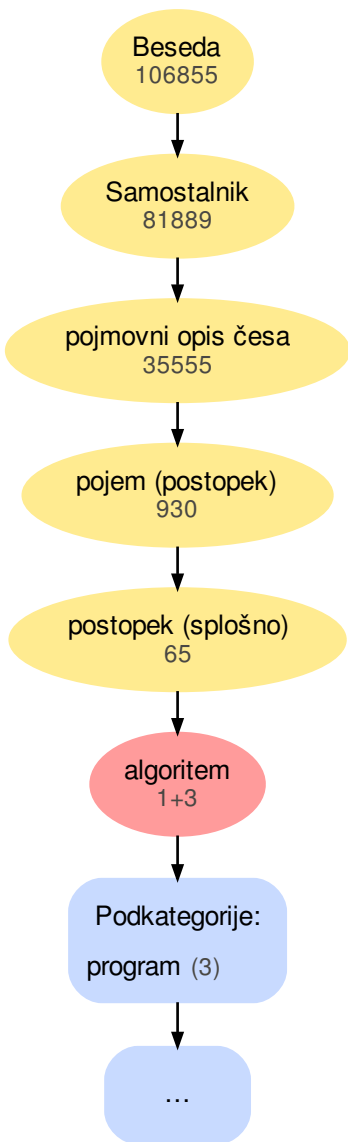 Beseda
106855
Samostalnik
81889
pojmovni opis česa
35555
pojem (postopek)
930
postopek (splošno)
65
algoritem
1+3
Podkategorije:
program (3)
...